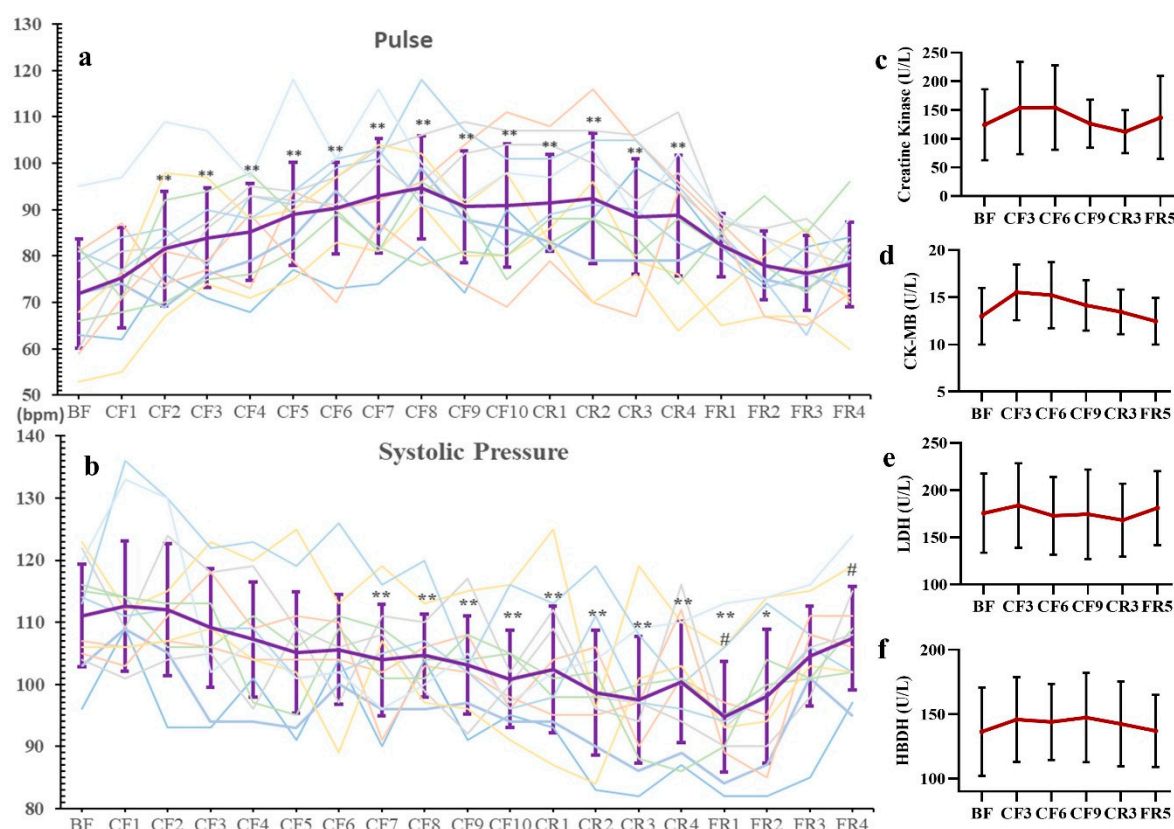 a
Pulse
130
120
110
100
90
80
70
60
50
(bpm)
** ** ** ** ** ** ** ** ** ** ** ** **
BF CF1 CF2 CF3 CF4 CF5 CF6 CF7 CF8 CF9 CF10 CR1 CR2 CR3 CR4 FR1 FR2 FR3 FR4
b
Systolic Pressure
140
130
120
110
100
90
80
** ** ** ** ** ** ** ** ** * #
#
BF CF1 CF2 CF3 CF4 CF5 CF6 CF7 CF8 CF9 CF10 CR1 CR2 CR3 CR4 FR1 FR2 FR3 FR4
c
Creatine Kinase (U/L)
250
200
150
100
50
0
BF CF3 CF6 CF9 CR3 FR5
d
CK-MB (U/L)
20
15
10
5
BF CF3 CF6 CF9 CR3 FR5
e
LDH (U/L)
250
200
150
100
BF CF3 CF6 CF9 CR3 FR5
f
HBDH (U/L)
200
150
100
BF CF3 CF6 CF9 CR3 FR5